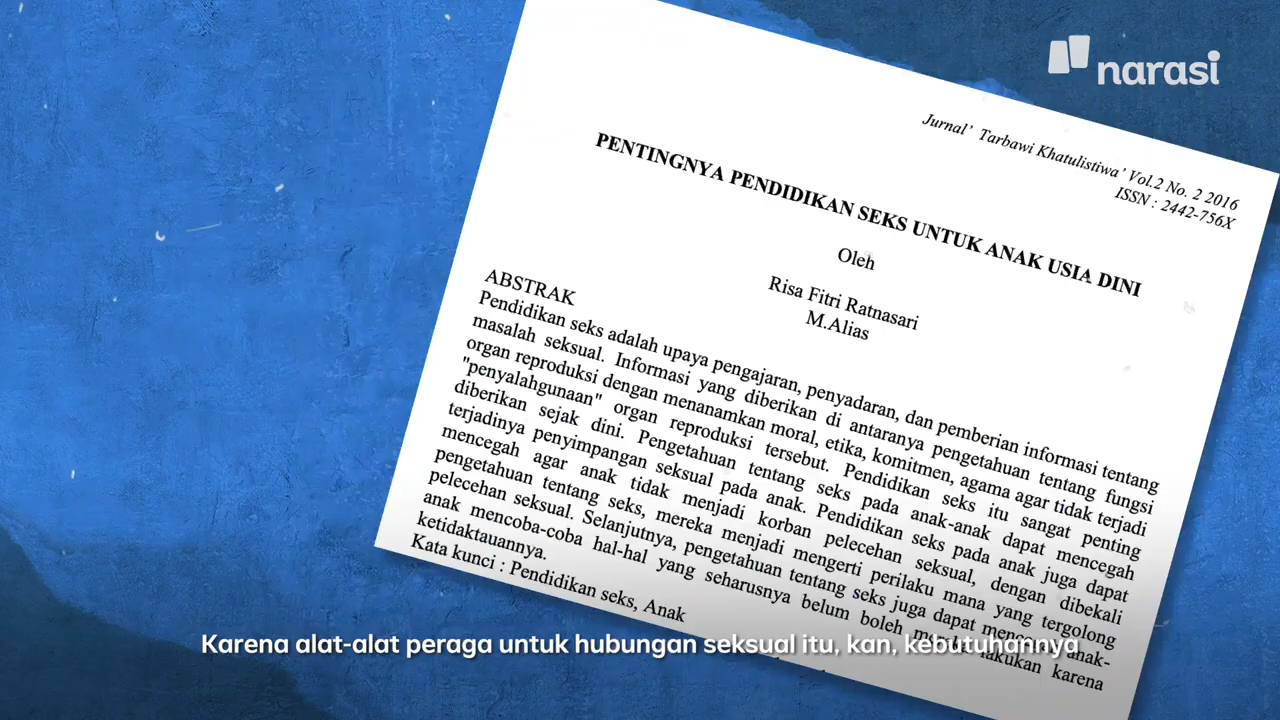 narasi
Jurnal' Tarbawi Khatulistiwa' Vol.2 No. 2 2016
ISSN : 2442-756X
PENTINGNYA PENDIDIKAN SEKS UNTUK ANAK USIA DINI
Oleh
Risa Fitri Ratnasari
M.Alias
ABSTRAK
Pendidikan seks adalah upaya pengajaran, penyadaran, dan pemberian informasi tentang
masalah seksual. Informasi yang diberikan di antaranya pengetahuan tentang fungsi
organ reproduksi dengan menanamkan moral, etika, komitmen, agama agar tidak terjadi
"penyalahgunaan" organ reproduksi tersebut. Pendidikan seks itu sangat penting
diberikan sejak dini. Pengetahuan tentang seks pada anak-anak dapat mencegah
terjadinya penyimpangan seksual pada anak. Pendidikan seks pada anak juga dapat
mencegah agar anak tidak menjadi korban pelecehan seksual, dengan dibekali
pengetahuan tentang seks, mereka menjadi mengerti perilaku mana yang tergolong
pelecehan seksual. Selanjutnya, pengetahuan tentang seks juga dapat mencegah anak-
anak mencoba-coba hal-hal yang seharusnya belum boleh mereka lakukan karena
ketidaktauannya.
Kata kunci : Pendidikan seks, Anak
Karena alat-alat peraga untuk hubungan seksual itu, kan, kebutuhannya